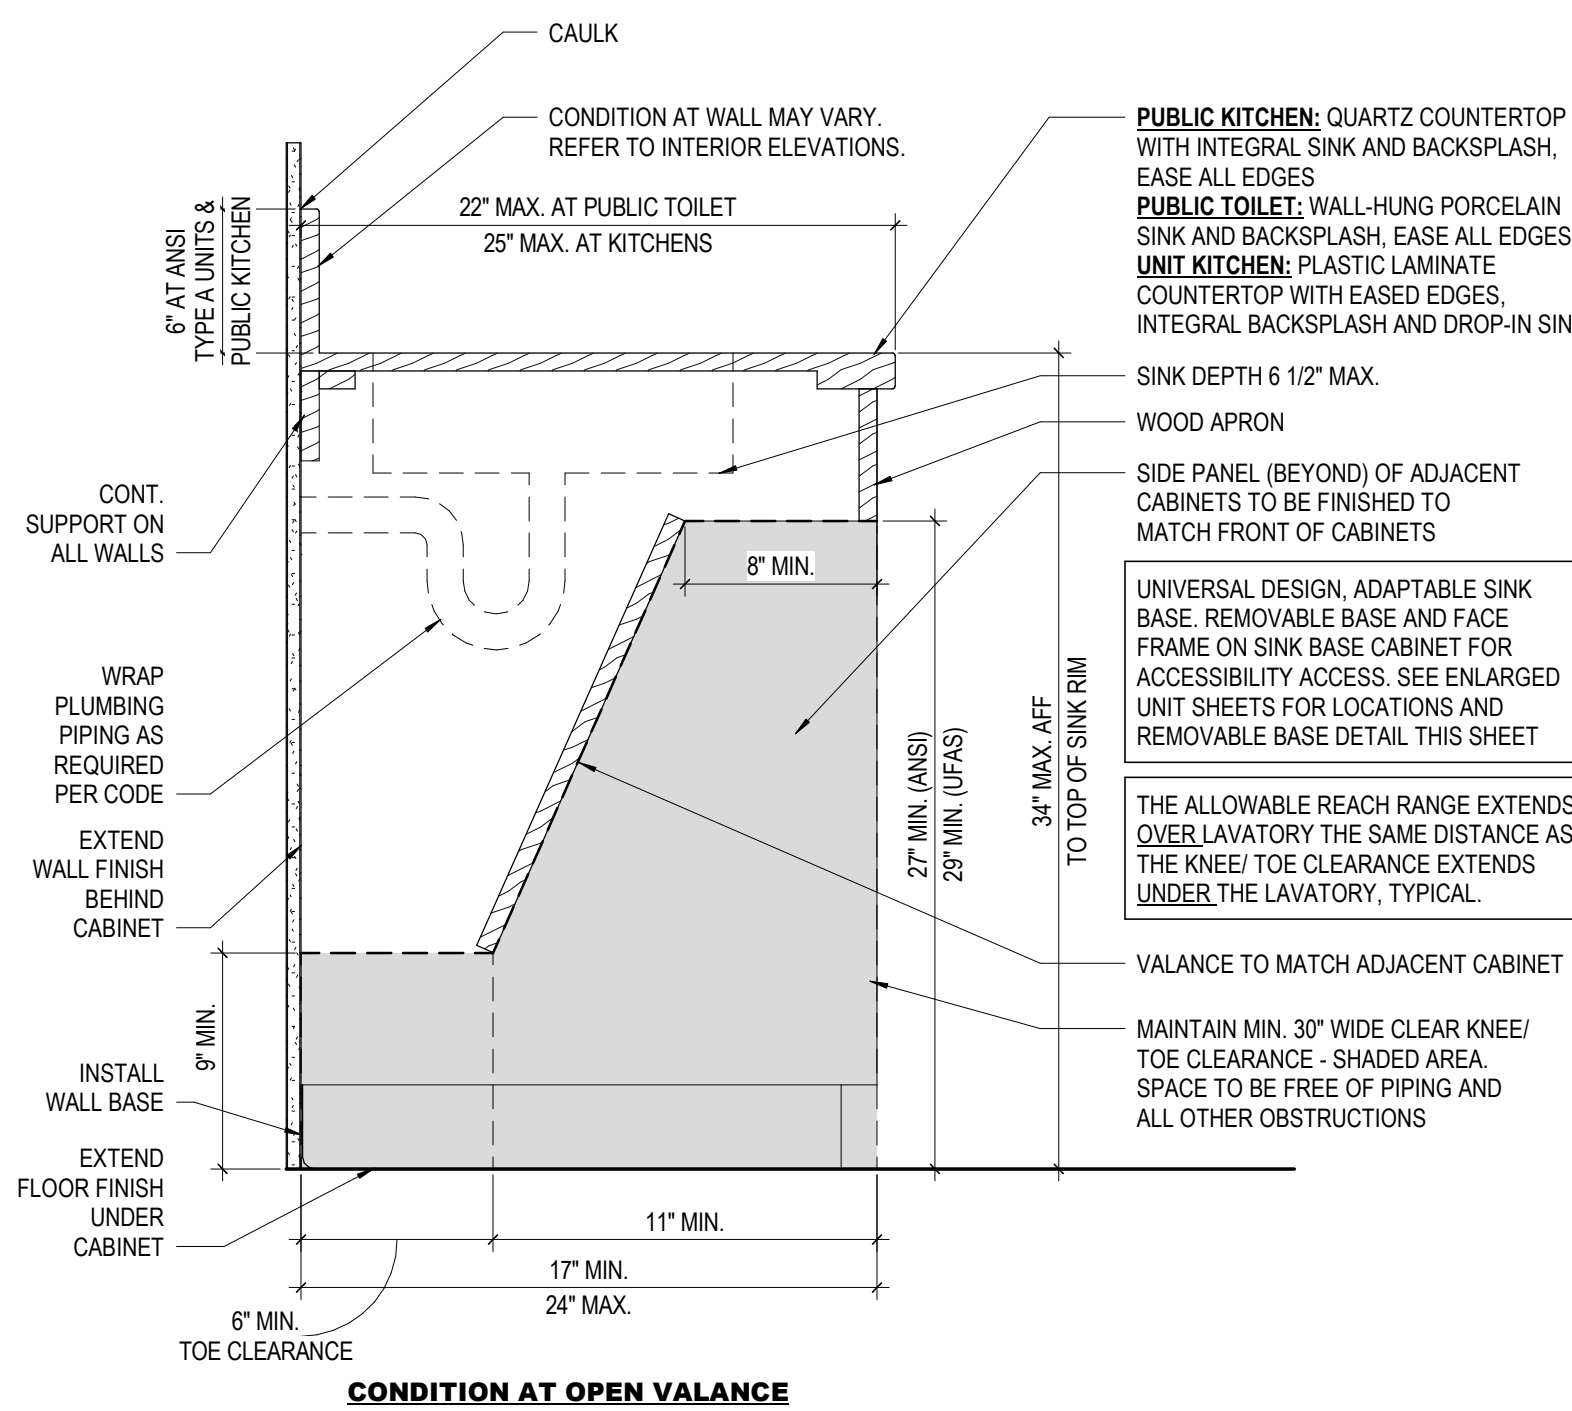 CAULK
CONDITION AT WALL MAY VARY.
REFER TO INTERIOR ELEVATIONS.
22" MAX. AT PUBLIC TOILET
25" MAX. AT KITCHENS
6" AT ANSI
TYPE A UNITS &
PUBLIC KITCHEN
PUBLIC KITCHEN: QUARTZ COUNTERTOP
WITH INTEGRAL SINK AND BACKSPLASH,
EASE ALL EDGES
PUBLIC TOILET: WALL-HUNG PORCELAIN
SINK AND BACKSPLASH, EASE ALL EDGES
UNIT KITCHEN: PLASTIC LAMINATE
COUNTERTOP WITH EASED EDGES,
INTEGRAL BACKSPLASH AND DROP-IN SIN
SINK DEPTH 6 1/2" MAX.
WOOD APRON
SIDE PANEL (BEYOND) OF ADJACENT
CABINETS TO BE FINISHED TO
MATCH FRONT OF CABINETS
UNIVERSAL DESIGN, ADAPTABLE SINK
BASE. REMOVABLE BASE AND FACE
FRAME ON SINK BASE CABINET FOR
ACCESSIBILITY ACCESS. SEE ENLARGED
UNIT SHEETS FOR LOCATIONS AND
REMOVABLE BASE DETAIL THIS SHEET
THE ALLOWABLE REACH RANGE EXTENDS
OVER LAVATORY THE SAME DISTANCE AS
THE KNEE/ TOE CLEARANCE EXTENDS
UNDER THE LAVATORY, TYPICAL.
VALANCE TO MATCH ADJACENT CABINET
MAINTAIN MIN. 30" WIDE CLEAR KNEE/
TOE CLEARANCE - SHADED AREA.
SPACE TO BE FREE OF PIPING AND
ALL OTHER OBSTRUCTIONS
CONT.
SUPPORT ON
ALL WALLS
WRAP
PLUMBING
PIPING AS
REQUIRED
PER CODE
EXTEND
WALL FINISH
BEHIND
CABINET
INSTALL
WALL BASE
EXTEND
FLOOR FINISH
UNDER
CABINET
8" MIN.
27" MIN. (ANSI)
29" MIN. (UFAS)
34" MAX. AFF
TO TOP OF SINK RIM
9" MIN.
11" MIN.
17" MIN.
24" MAX.
6" MIN.
TOE CLEARANCE
CONDITION AT OPEN VALANCE